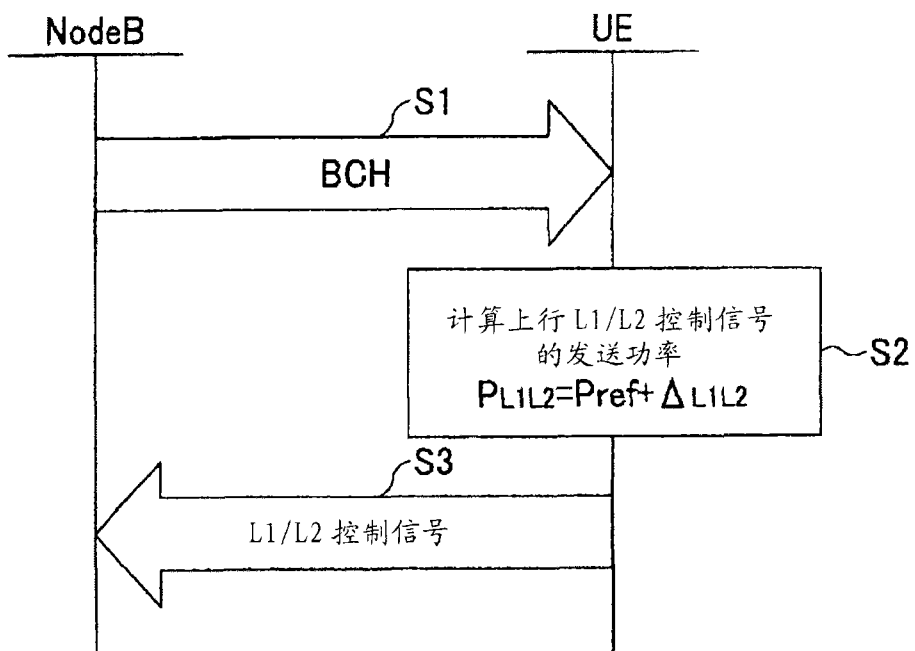 NodeB
UE
S1
BCH
计算上行 L1/L2 控制信号
的发送功率
PL1L2=Pref+ΔL1L2
S2
S3
L1/L2 控制信号